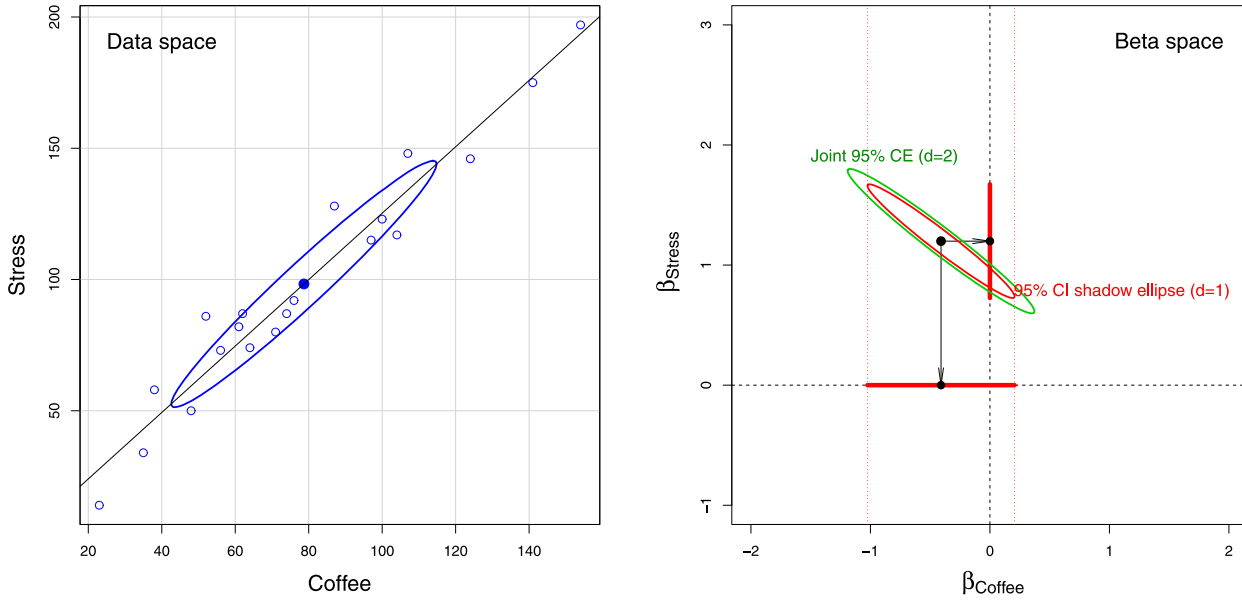 Data space
200
150
100
50
Stress
20
40
60
80
100
120
140
Coffee
Beta space
3
2
1
0
−1
βStress
Joint 95% CE (d=2)
95% CI shadow ellipse (d=1)
−2
−1
0
1
2
βCoffee